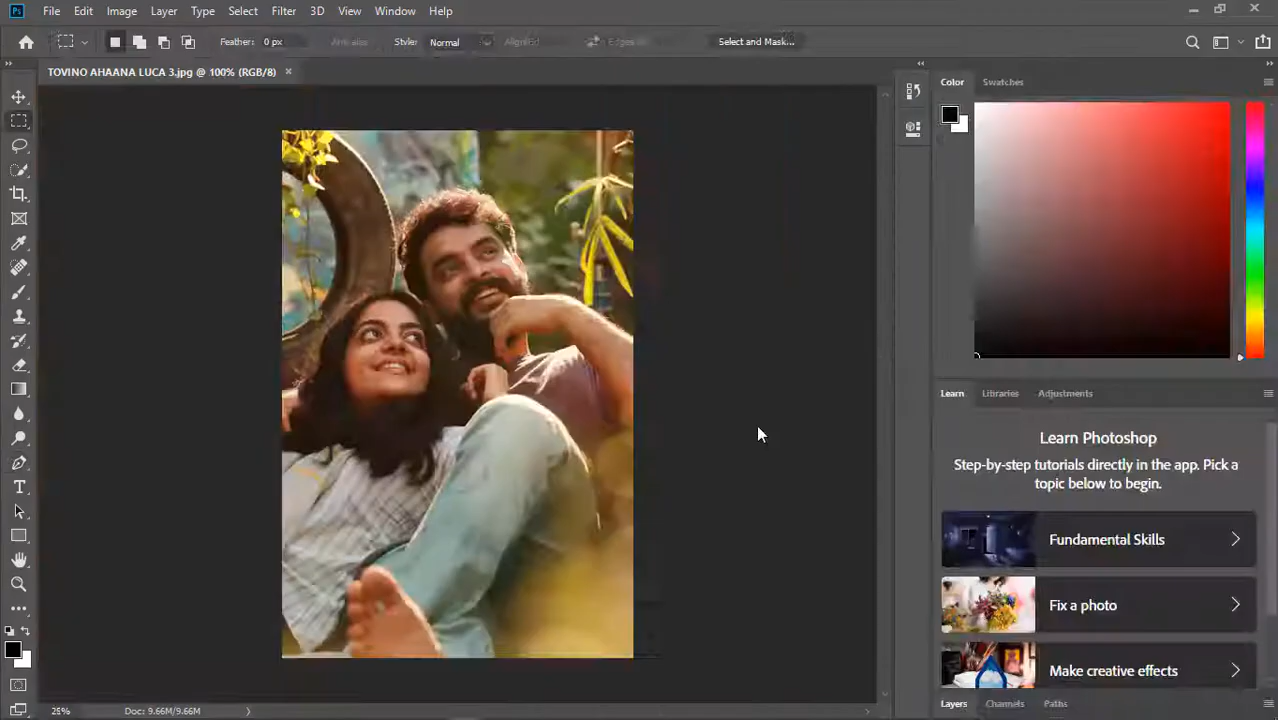 Ps File Edit Image Layer Type Select Filter 3D View Window Help
Feather: 0 px Anti-alias Style: Normal Select and Mask...
TOVINO AHAANA LUCA 3.jpg @ 100% (RGB/8) ×
Color Swatches
Learn Libraries Adjustments
Learn Photoshop
Step-by-step tutorials directly in the app. Pick a
topic below to begin.
Fundamental Skills
Fix a photo
Make creative effects
Layers Channels Paths
25% Doc: 9.66M/9.66M